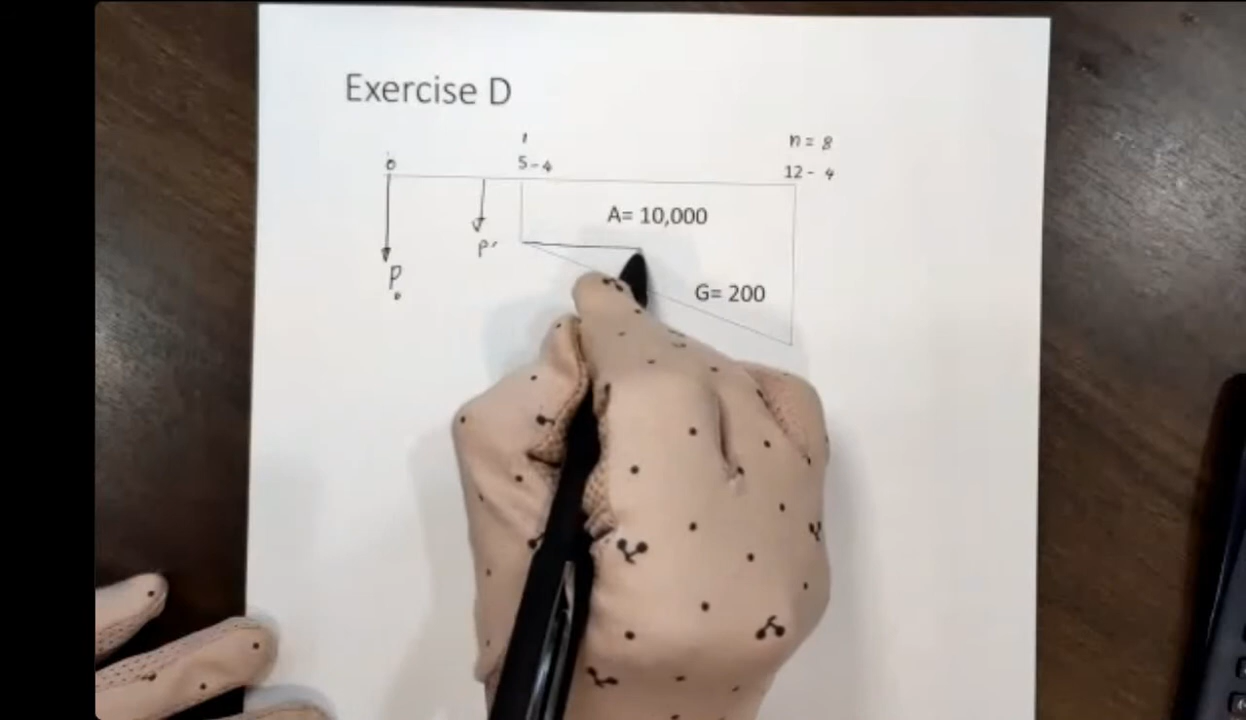 Exercise D
0
1
5-4
n = 8
12- 4
A= 10,000
P'
P.
G= 200